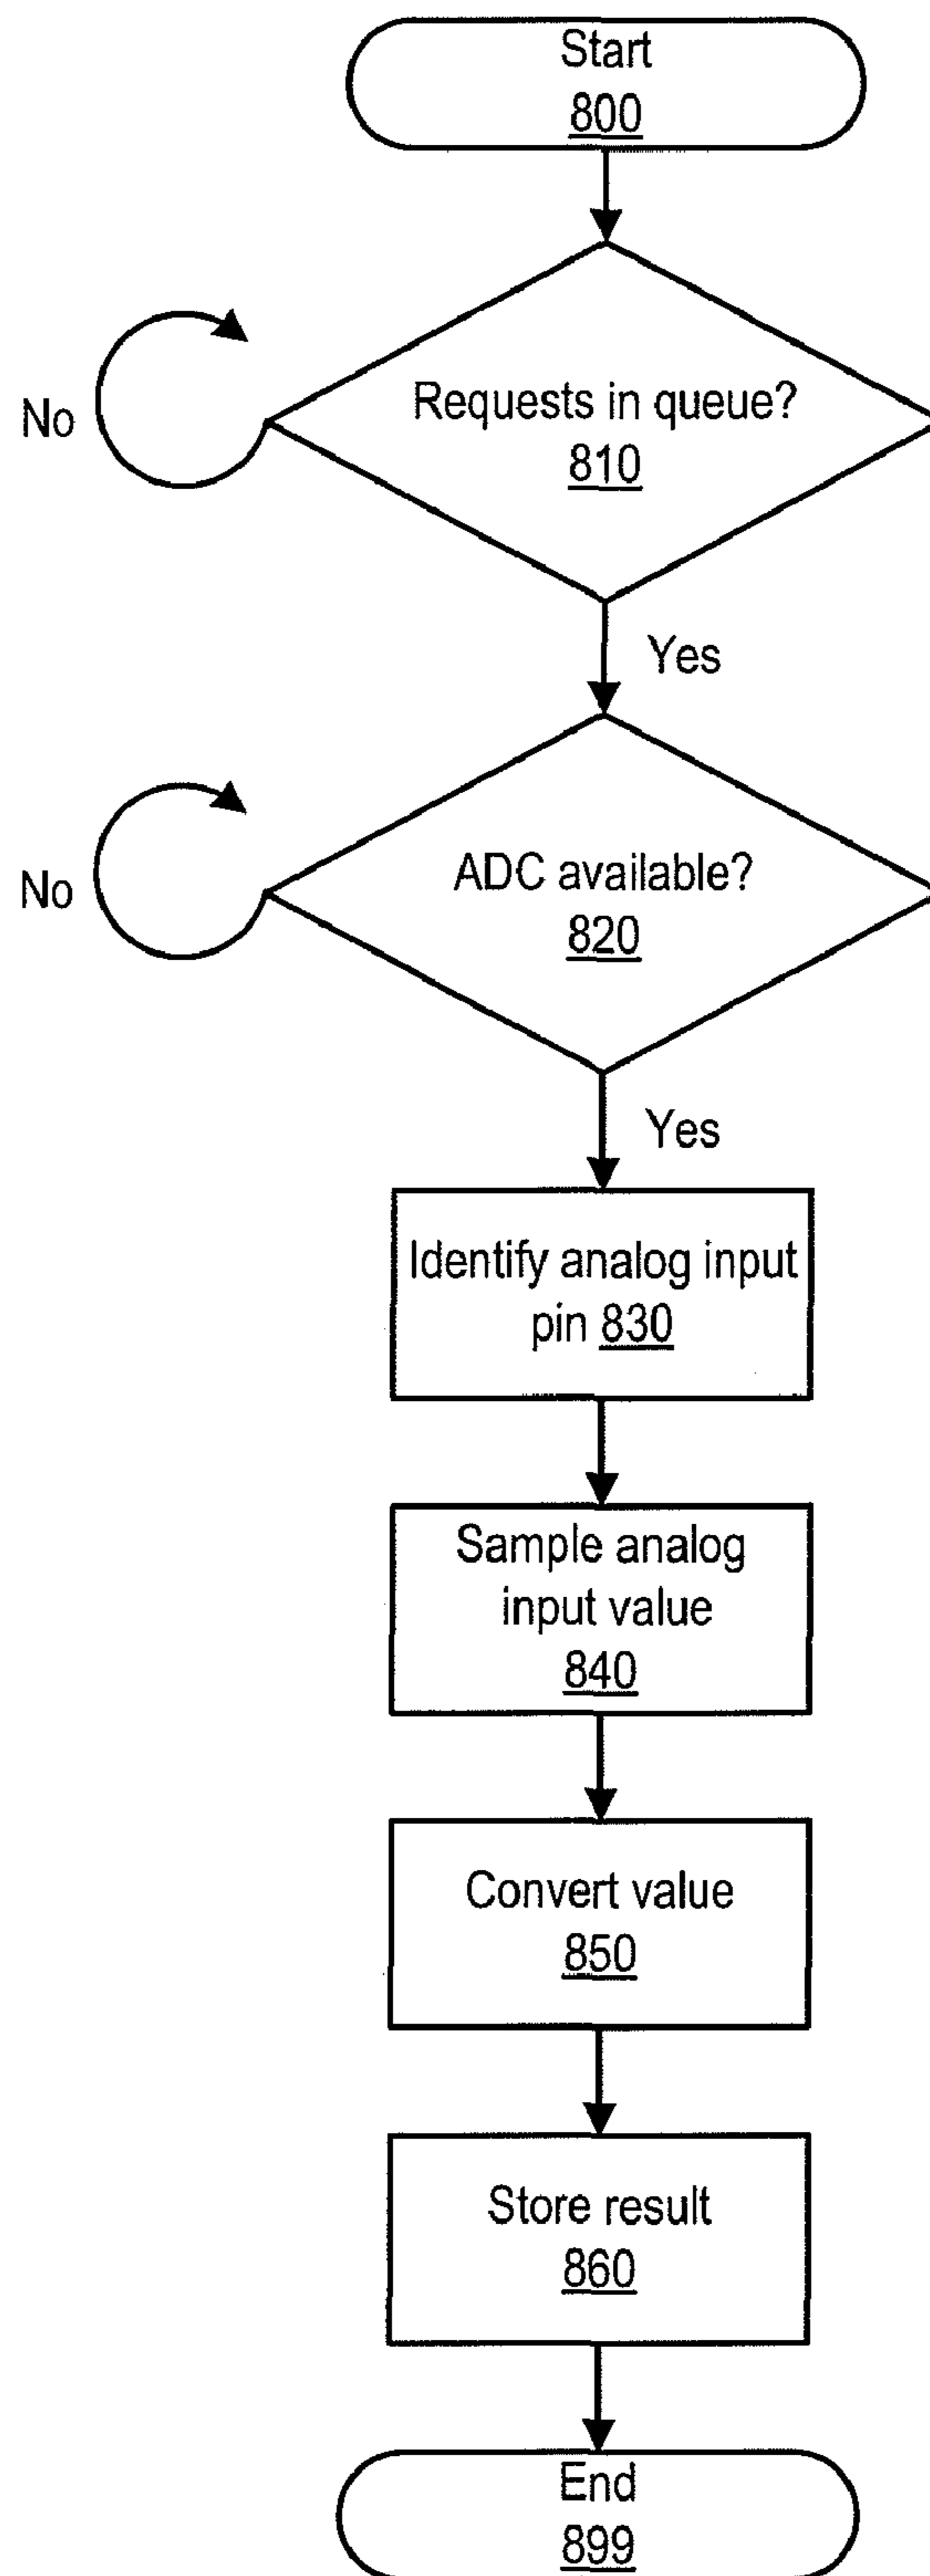 Start
800
Requests in queue?
810
No
Yes
ADC available?
820
No
Yes
Identify analog input
pin 830
Sample analog
input value
840
Convert value
850
Store result
860
End
899